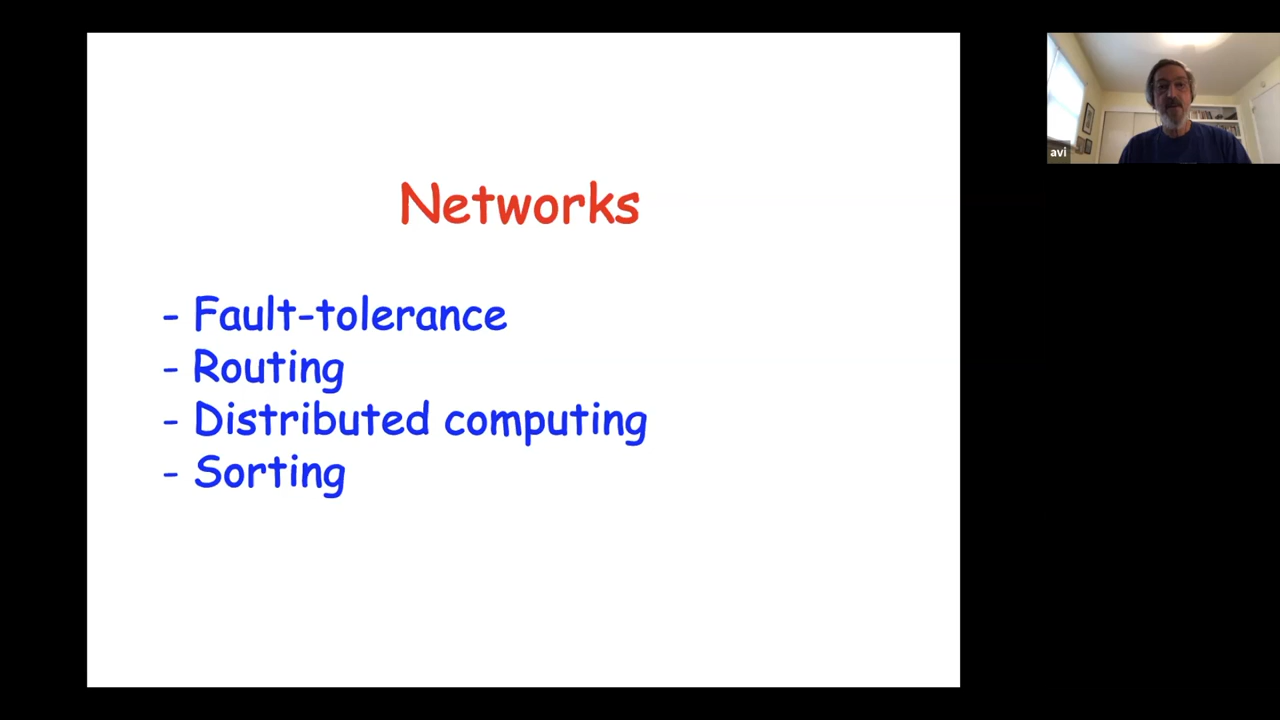 Networks
- Fault-tolerance
- Routing
- Distributed computing
- Sorting
avi